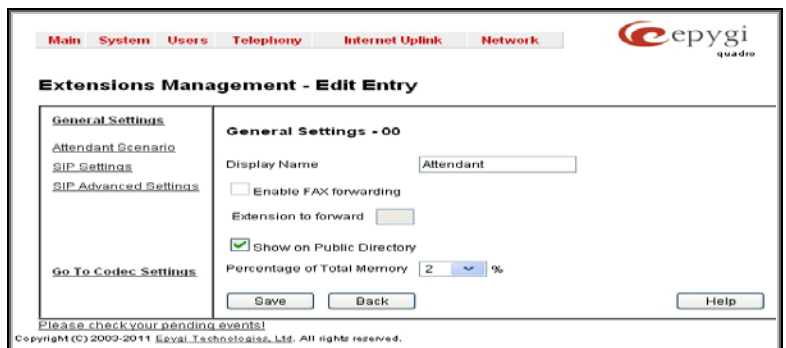 Main System Users Telephony Internet Uplink Network
epygi
quadro
Extensions Management - Edit Entry
General Settings
Attendant Scenario
SIP Settings
SIP Advanced Settings
Go To Codec Settings
General Settings - 00
Display Name Attendant
Enable FAX forwarding
Extension to forward
Show on Public Directory
Percentage of Total Memory 2 %
Save Back Help
Please check your pending events!
Copyright (C) 2003-2011 Epygi Technologies, Ltd. All rights reserved.